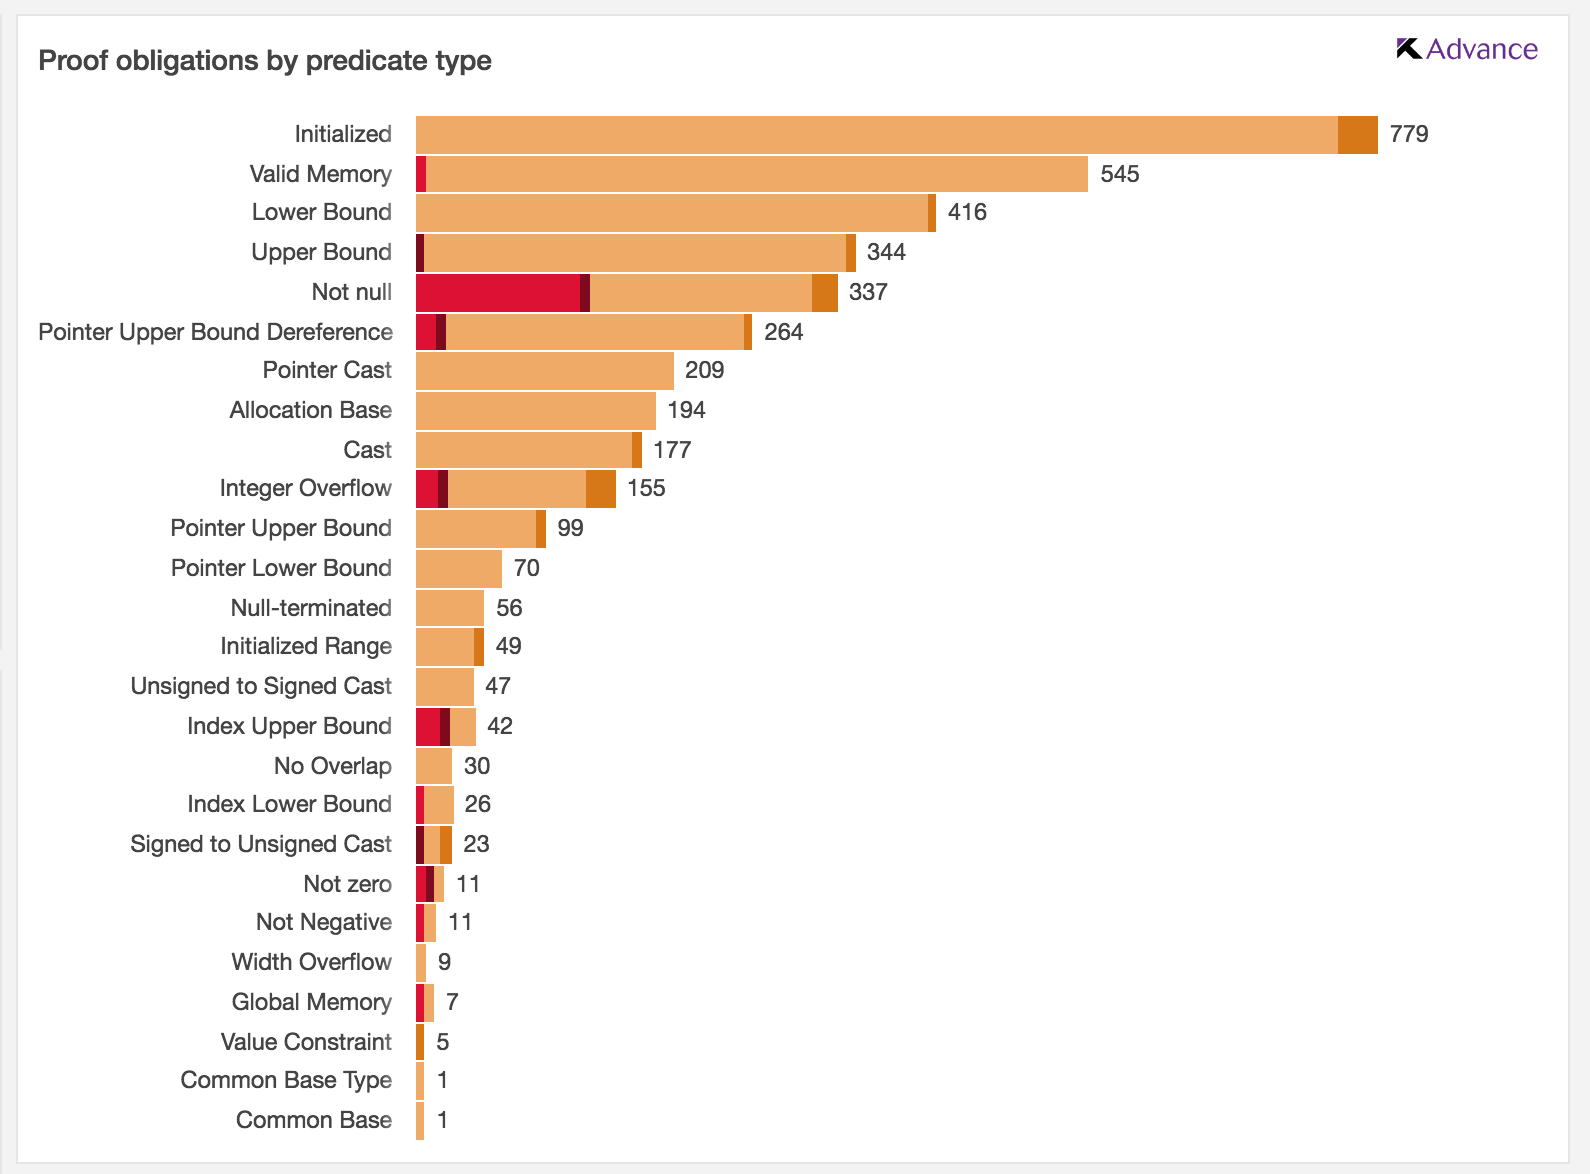 Proof obligations by predicate type
Advance
Initialized 779
Valid Memory 545
Lower Bound 416
Upper Bound 344
Not null 337
Pointer Upper Bound Dereference 264
Pointer Cast 209
Allocation Base 194
Cast 177
Integer Overflow 155
Pointer Upper Bound 99
Pointer Lower Bound 70
Null-terminated 56
Initialized Range 49
Unsigned to Signed Cast 47
Index Upper Bound 42
No Overlap 30
Index Lower Bound 26
Signed to Unsigned Cast 23
Not zero 11
Not Negative 11
Width Overflow 9
Global Memory 7
Value Constraint 5
Common Base Type 1
Common Base 1